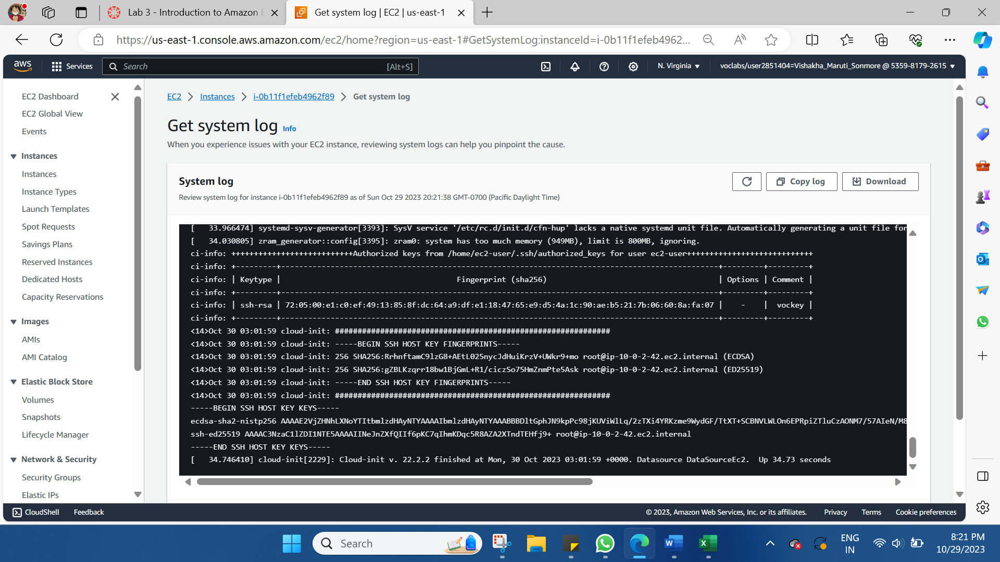 Lab 3 - Introduction to Amazon E
Get system log | EC2 | us-east-1
https://us-east-1.console.aws.amazon.com/ec2/home?region=us-east-1#GetSystemLog:instanceId=i-0b11f1efeb4962...
aws
Services
Search
[Alt+S]
N. Virginia
voclabs/user2851404=Vishakha_Maruti_Sonmore @ 5359-8179-2615
EC2 Dashboard
EC2 Global View
Events
Instances
Instances
Instance Types
Launch Templates
Spot Requests
Savings Plans
Reserved Instances
Dedicated Hosts
Capacity Reservations
Images
AMIs
AMI Catalog
Elastic Block Store
Volumes
Snapshots
Lifecycle Manager
Network & Security
Security Groups
Elastic IPs
EC2 > Instances > i-0b11f1efeb4962f89 > Get system log
Get system log Info
When you experience issues with your EC2 instance, reviewing system logs can help you pinpoint the cause.
System log
Copy log
Download
Review system log for instance i-0b11f1efeb4962f89 as of Sun Oct 29 2023 20:21:38 GMT-0700 (Pacific Daylight Time)
[   33.966474] systemd-sysv-generator[3393]: SysV service '/etc/rc.d/init.d/cfn-hup' lacks a native systemd unit file. Automatically generating a unit file for
[   34.030805] zram_generator::config[3395]: zram0: system has too much memory (949MB), limit is 800MB, ignoring.
ci-info: +++++++++++++++++++++++++++Authorized keys from /home/ec2-user/.ssh/authorized_keys for user ec2-user++++++++++++++++++++++++++++
ci-info: +---------+-------------------------------------------------------------------------------------------------+---------+---------+
ci-info: | Keytype |                                       Fingerprint (sha256)                                      | Options | Comment |
ci-info: +---------+-------------------------------------------------------------------------------------------------+---------+---------+
ci-info: | ssh-rsa | 72:05:00:e1:c0:ef:49:13:85:8f:dc:64:a9:df:e1:18:47:65:e9:d5:4a:1c:90:ae:b5:21:7b:06:60:8a:fa:07 |    -    |  vockey |
ci-info: +---------+-------------------------------------------------------------------------------------------------+---------+---------+
<14>Oct 30 03:01:59 cloud-init: #############################################################
<14>Oct 30 03:01:59 cloud-init: -----BEGIN SSH HOST KEY FINGERPRINTS-----
<14>Oct 30 03:01:59 cloud-init: 256 SHA256:RrhnftamC9lzG8+AEtL025nycJdHuiKrzV+UWkr9+mo root@ip-10-0-2-42.ec2.internal (ECDSA)
<14>Oct 30 03:01:59 cloud-init: 256 SHA256:gZBLKzqrr18bw1BjGmL+R1/ciczSo75HmZnmPte5Ask root@ip-10-0-2-42.ec2.internal (ED25519)
<14>Oct 30 03:01:59 cloud-init: -----END SSH HOST KEY FINGERPRINTS-----
<14>Oct 30 03:01:59 cloud-init: #############################################################
-----BEGIN SSH HOST KEY KEYS-----
ecdsa-sha2-nistp256 AAAAE2VjZHNhLXNoYTItbmlzdHAyNTYAAAAIbmlzdHAyNTYAAABBBDltGphJN9kpPc98jKUViWlLq/2zTXi4YRKzme9WydGF/TtXT+SCBNVLWLOn6EPRpiZTluCzAONM7/57AIeN/M8
ssh-ed25519 AAAAC3NzaC1lZDI1NTE5AAAAIINeJnZXfQIIf6pKC7qIhmKDqc5R8AZA2XTndTEHfj9+ root@ip-10-0-2-42.ec2.internal
-----END SSH HOST KEY KEYS-----
[   34.746410] cloud-init[2229]: Cloud-init v. 22.2.2 finished at Mon, 30 Oct 2023 03:01:59 +0000. Datasource DataSourceEc2.  Up 34.73 seconds
CloudShell
Feedback
© 2023, Amazon Web Services, Inc. or its affiliates.
Privacy
Terms
Cookie preferences
Search
ENG
IN
8:21 PM
10/29/2023